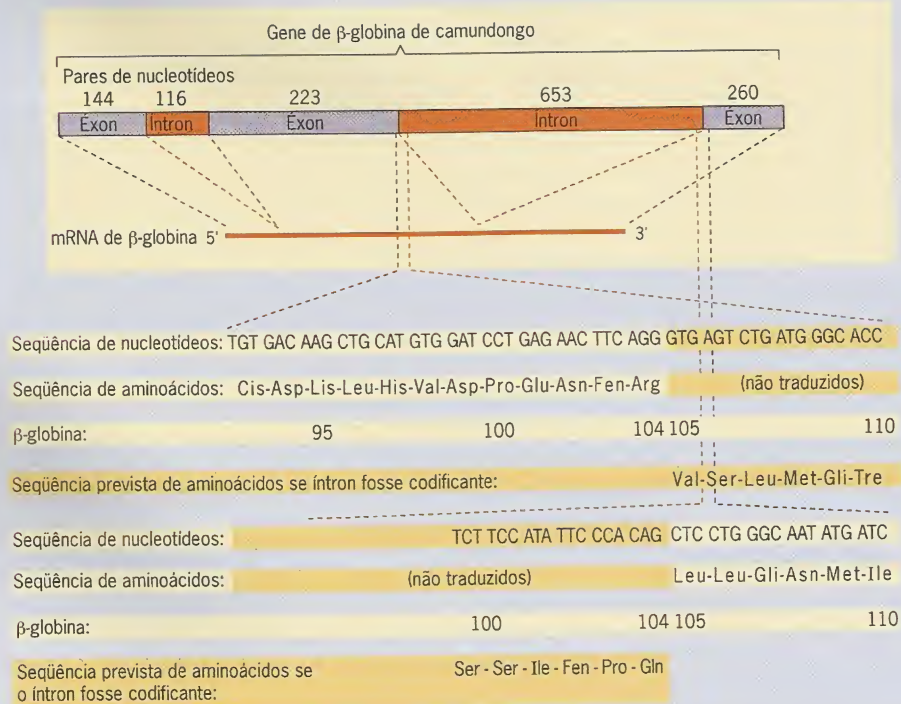 Gene de β-globina de camundongo
Pares de nucleotídeos
144 116 223 653 260
Éxon Íntron Éxon Íntron Éxon
mRNA de β-globina 5' 3'
Seqüência de nucleotídeos: TGT GAC AAG CTG CAT GTG GAT CCT GAG AAC TTC AGG GTG AGT CTG ATG GGC ACC
Seqüência de aminoácidos: Cis-Asp-Lis-Leu-His-Val-Asp-Pro-Glu-Asn-Fen-Arg (não traduzidos)
β-globina: 95 100 104 105 110
Seqüência prevista de aminoácidos se íntron fosse codificante: Val-Ser-Leu-Met-Gli-Tre
Seqüência de nucleotídeos: TCT TCC ATA TTC CCA CAG CTC CTG GGC AAT ATG ATC
Seqüência de aminoácidos: (não traduzidos) Leu-Leu-Gli-Asn-Met-Ile
β-globina: 100 104 105 110
Seqüência prevista de aminoácidos se Ser - Ser - Ile - Fen - Pro - Gln
o íntron fosse codificante: